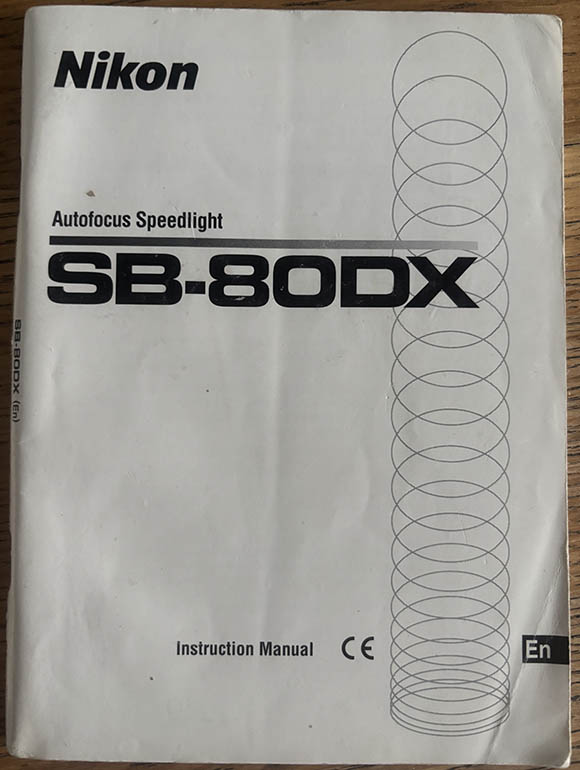 Nikon
Autofocus Speedlight
SB-80DX
SB-80DX (En)
Instruction Manual CE
En